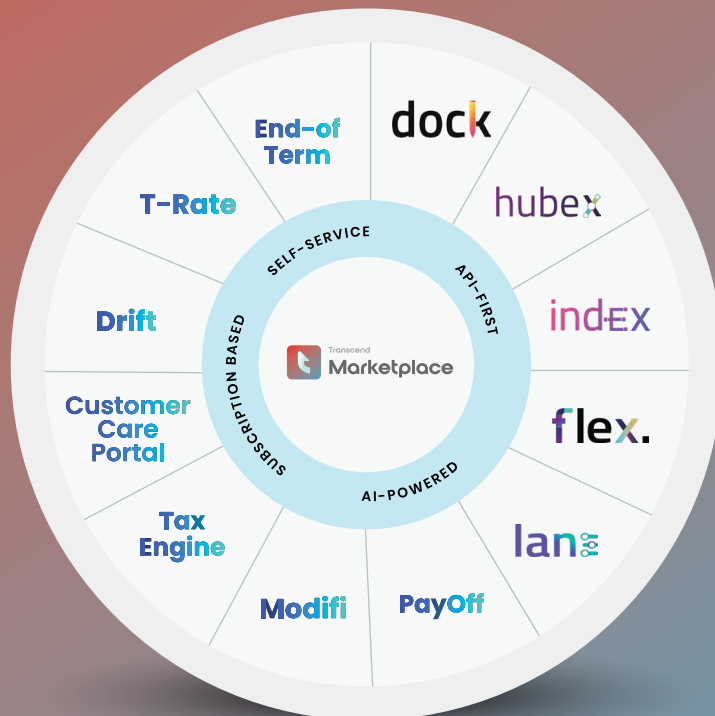 dock
hubex
indEx
flex.
lan
PayOff
Modifi
Tax
Engine
Customer
Care
Portal
Drift
T-Rate
End-of
Term
SELF-SERVICE
API-FIRST
AI-POWERED
SUBSCRIPTION BASED
Transcend
Marketplace